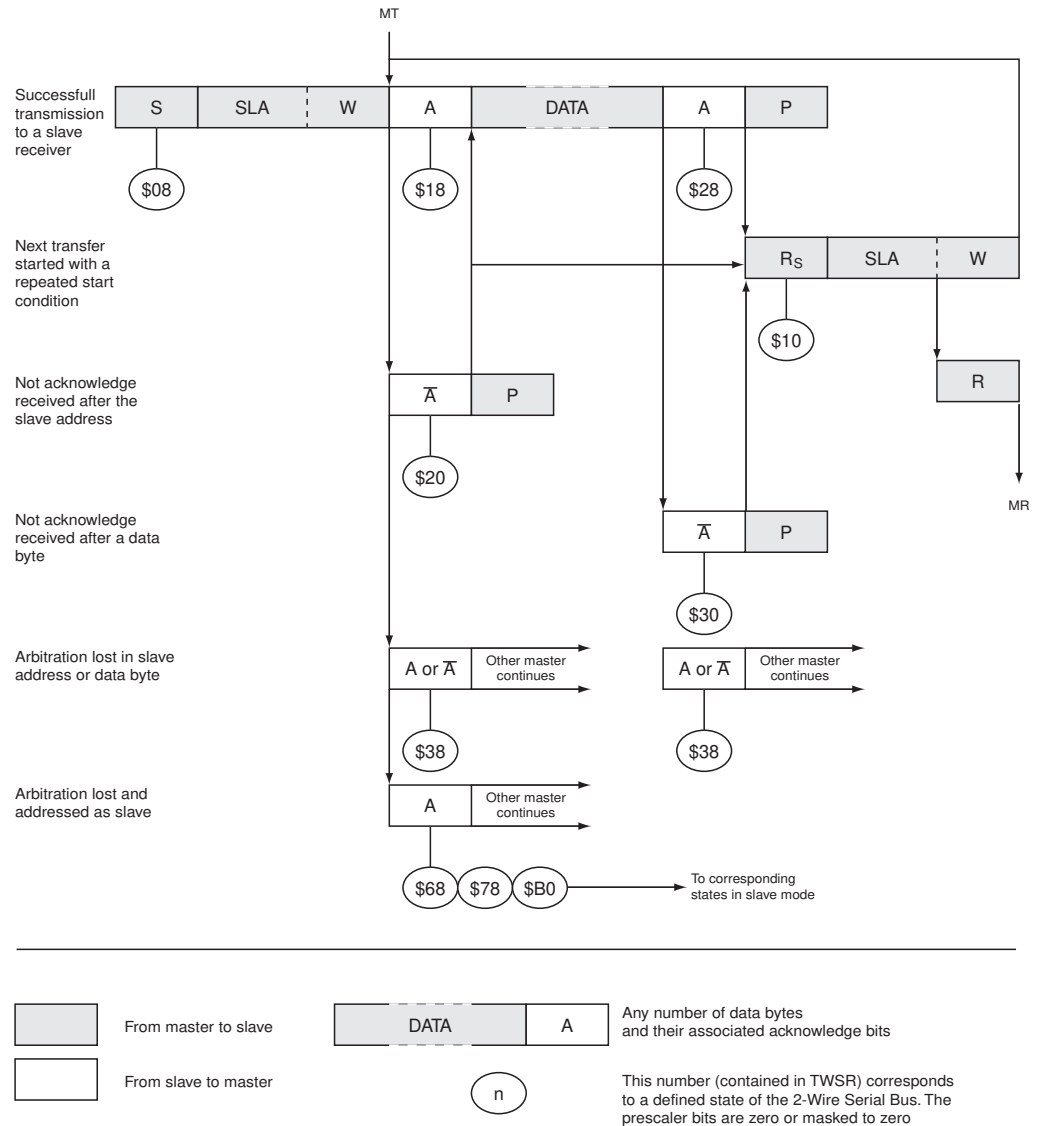 MT
Successfull
transmission
to a slave
receiver
S SLA W A DATA A P
$08 $18 $28
Next transfer
started with a
repeated start
condition
RS SLA W
$10
Not acknowledge
received after the
slave address
A̅ P
R
$20
MR
Not acknowledge
received after a data
byte
A̅ P
$30
Arbitration lost in slave
address or data byte
A or A̅ Other master
continues
A or A̅ Other master
continues
$38 $38
Arbitration lost and
addressed as slave
A Other master
continues
$68 $78 $B0
To corresponding
states in slave mode
From master to slave
DATA A
Any number of data bytes
and their associated acknowledge bits
From slave to master
n
This number (contained in TWSR) corresponds
to a defined state of the 2-Wire Serial Bus. The
prescaler bits are zero or masked to zero